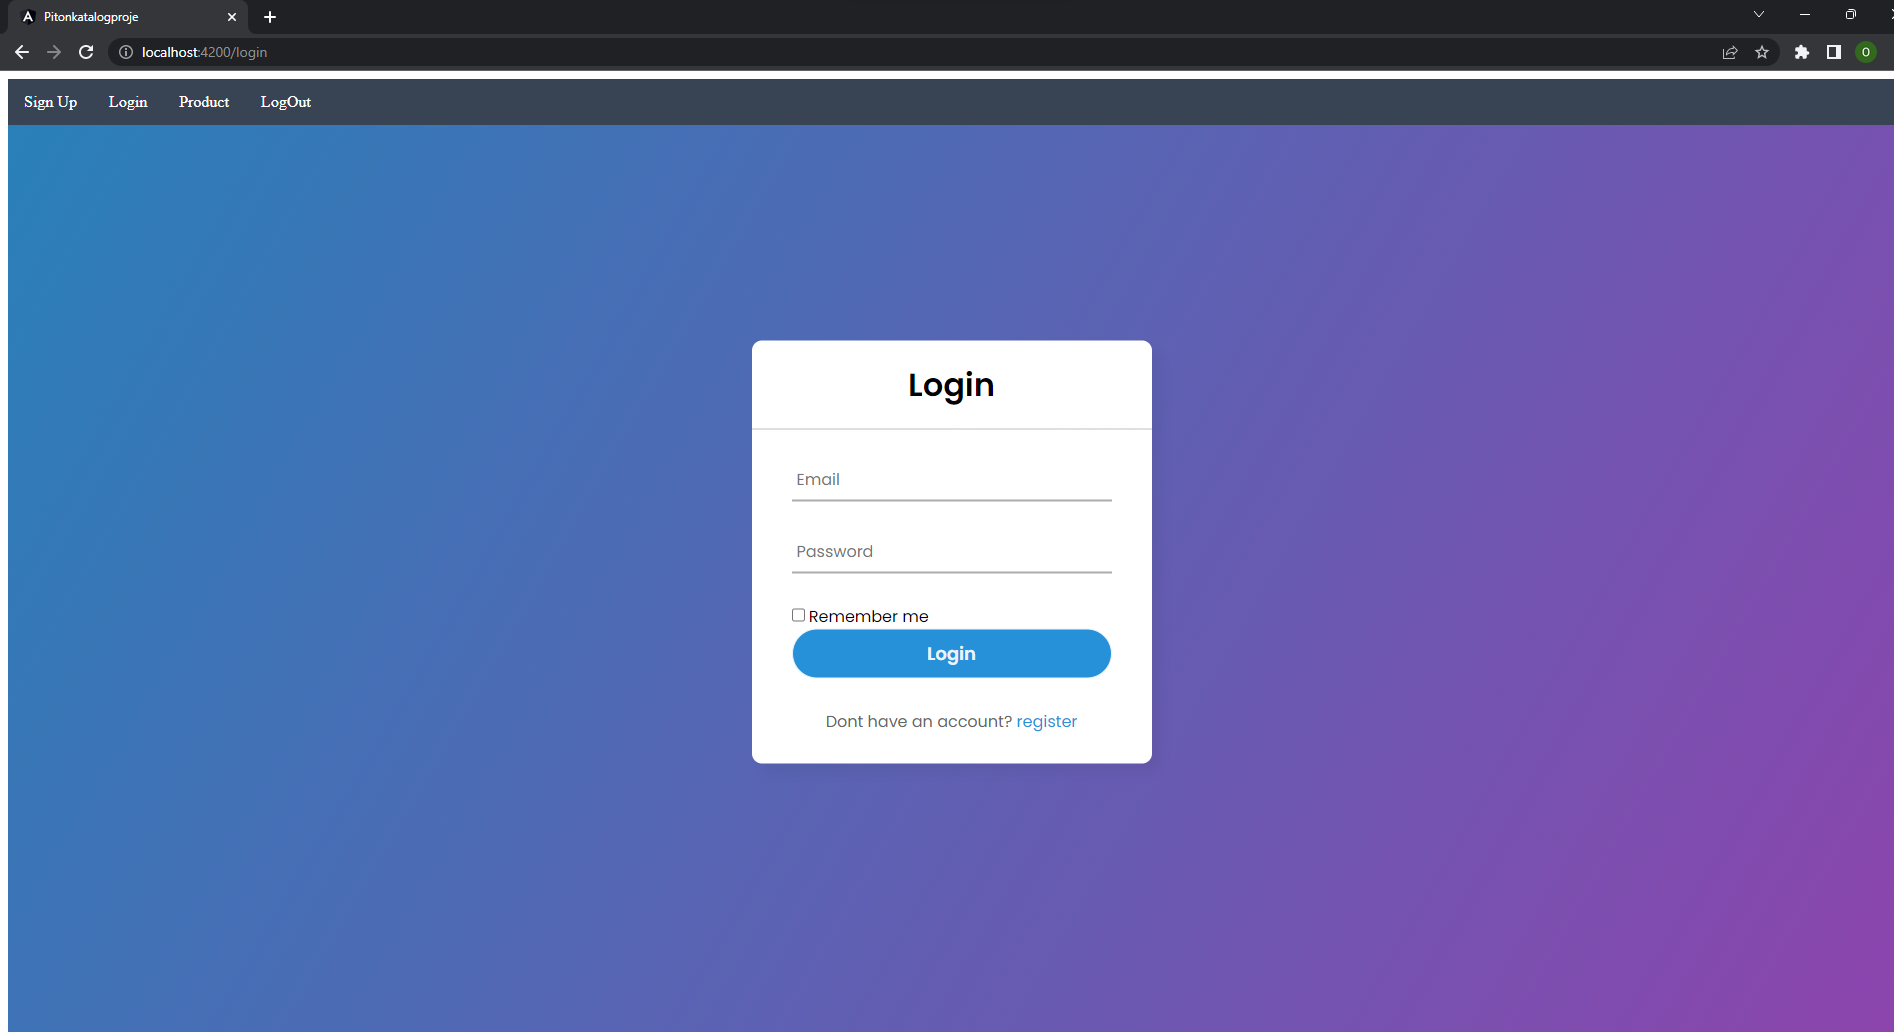 Pitonkatalogproje
localhost:4200/login
O
Sign Up Login Product LogOut
Login
Email
Password
Remember me
Login
Dont have an account? register